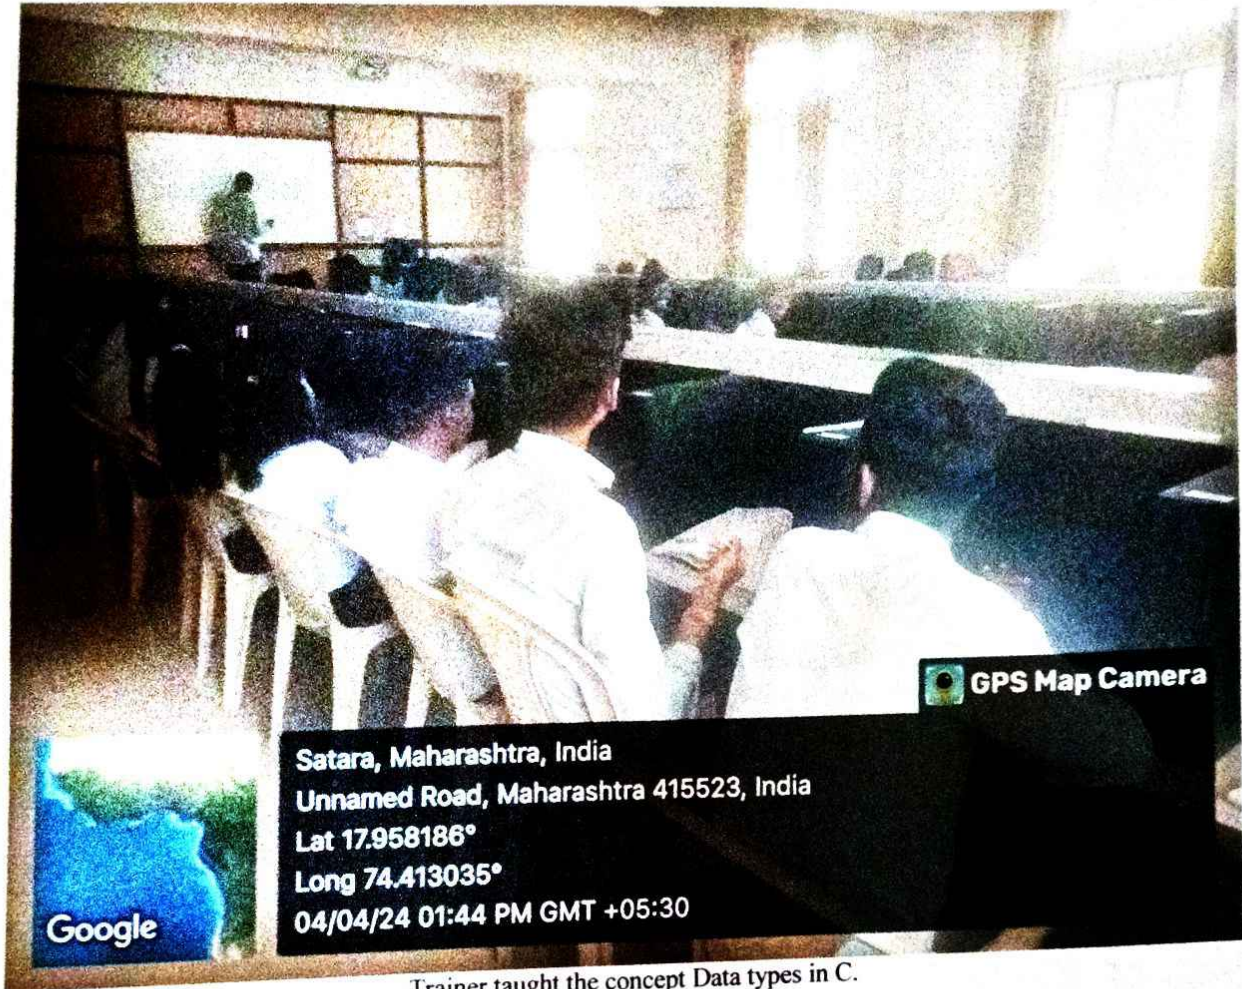 GPS Map Camera
Satara, Maharashtra, India
Unnamed Road, Maharashtra 415523, India
Lat 17.958186°
Long 74.413035°
04/04/24 01:44 PM GMT +05:30
Google
Trainer taught the concept Data types in C.